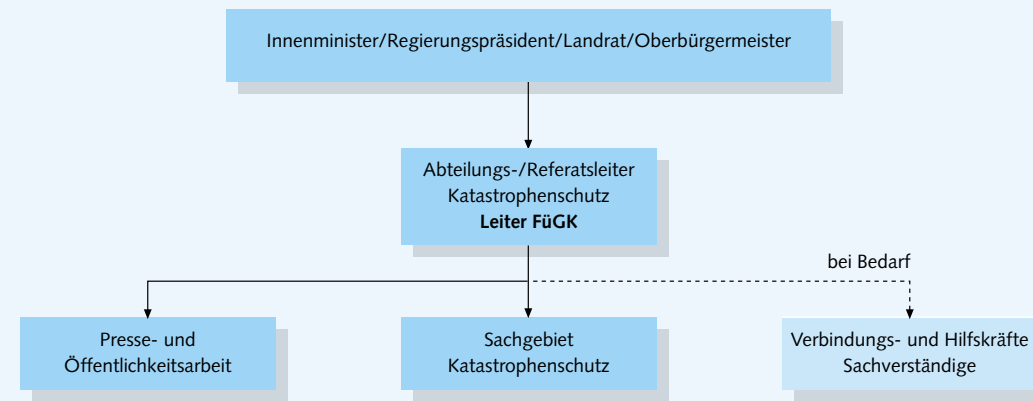 Innenminister/Regierungspräsident/Landrat/Oberbürgermeister
Abteilungs-/Referatsleiter
Katastrophenschutz
Leiter FüGK
bei Bedarf
Presse- und
Öffentlichkeitsarbeit
Sachgebiet
Katastrophenschutz
Verbindungs- und Hilfskräfte
Sachverständige